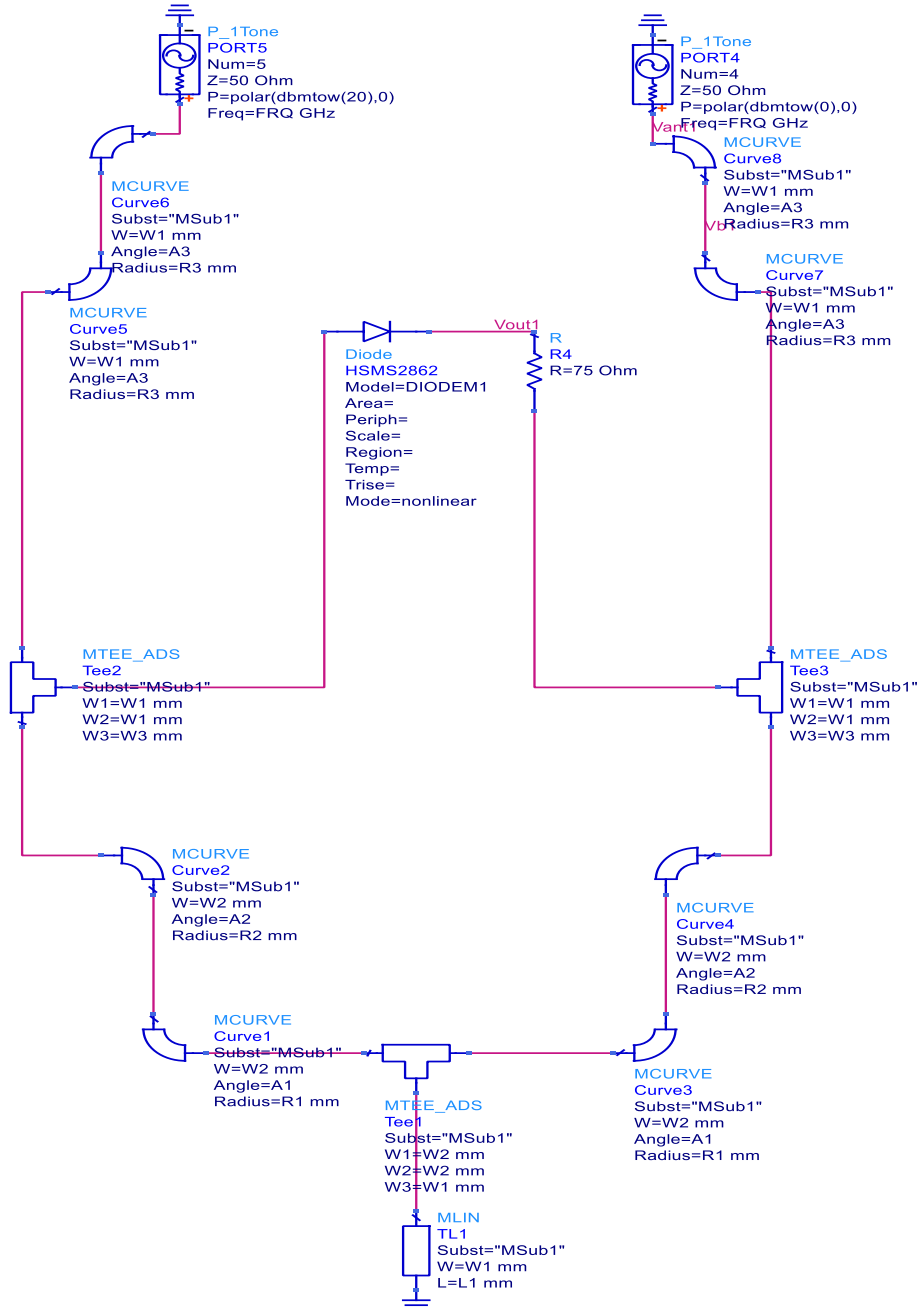 P_1Tone
PORT5
Num=5
Z=50 Ohm
P=polar(dbmtow(20),0)
Freq=FRQ GHz
P_1Tone
PORT4
Num=4
Z=50 Ohm
P=polar(dbmtow(0),0)
Freq=FRQ GHz
Vant1
MCURVE
Curve8
Subst="MSub1"
W=W1 mm
Angle=A3
Radius=R3 mm
Vb1
MCURVE
Curve6
Subst="MSub1"
W=W1 mm
Angle=A3
Radius=R3 mm
MCURVE
Curve7
Subst="MSub1"
W=W1 mm
Angle=A3
Radius=R3 mm
MCURVE
Curve5
Subst="MSub1"
W=W1 mm
Angle=A3
Radius=R3 mm
Vout1
Diode
HSMS2862
Model=DIODEM1
Area=
Periph=
Scale=
Region=
Temp=
Trise=
Mode=nonlinear
R
R4
R=75 Ohm
MTEE_ADS
Tee2
Subst="MSub1"
W1=W1 mm
W2=W1 mm
W3=W3 mm
MTEE_ADS
Tee3
Subst="MSub1"
W1=W1 mm
W2=W1 mm
W3=W3 mm
MCURVE
Curve2
Subst="MSub1"
W=W2 mm
Angle=A2
Radius=R2 mm
MCURVE
Curve4
Subst="MSub1"
W=W2 mm
Angle=A2
Radius=R2 mm
MCURVE
Curve1
Subst="MSub1"
W=W2 mm
Angle=A1
Radius=R1 mm
MCURVE
Curve3
Subst="MSub1"
W=W2 mm
Angle=A1
Radius=R1 mm
MTEE_ADS
Tee1
Subst="MSub1"
W1=W2 mm
W2=W2 mm
W3=W1 mm
MLIN
TL1
Subst="MSub1"
W=W1 mm
L=L1 mm